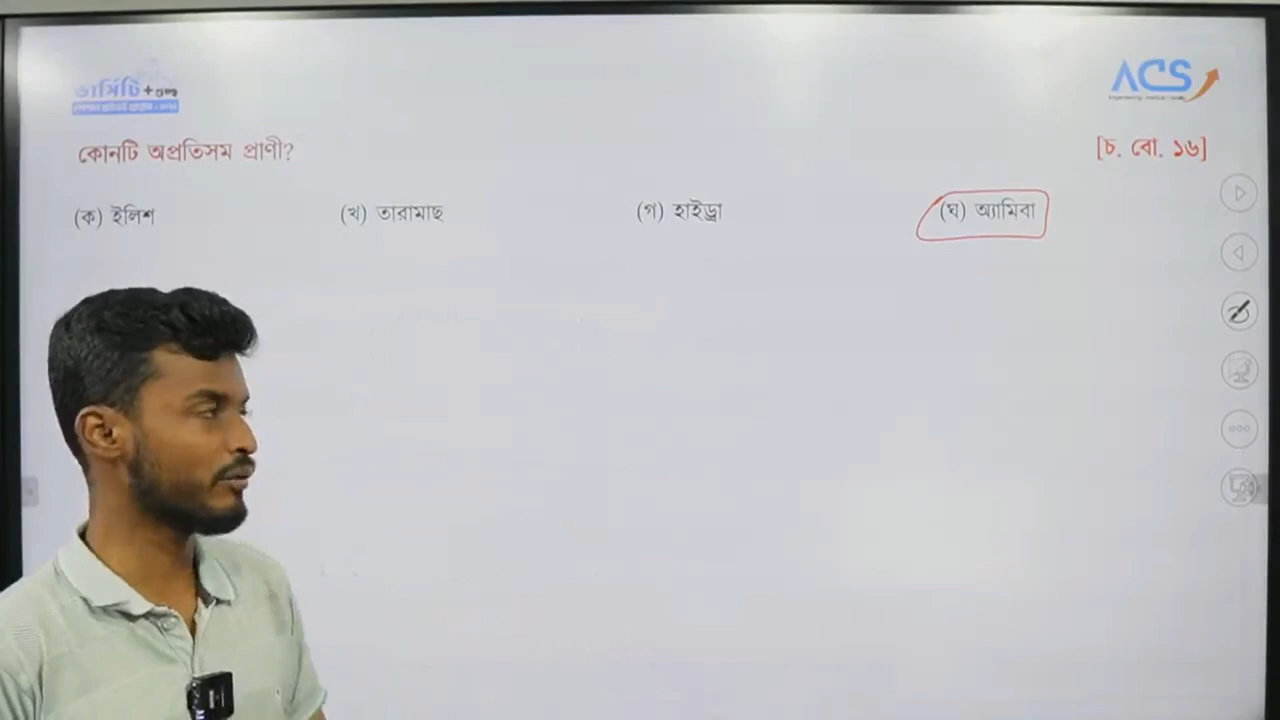 ভার্সিটি + গুচ্ছ
ACS
কোনটি অপ্রতিসম প্রাণী? [চ. বো. ১৬]
(ক) ইলিশ (খ) তারামাছ (গ) হাইড্রা (ঘ) অ্যামিবা